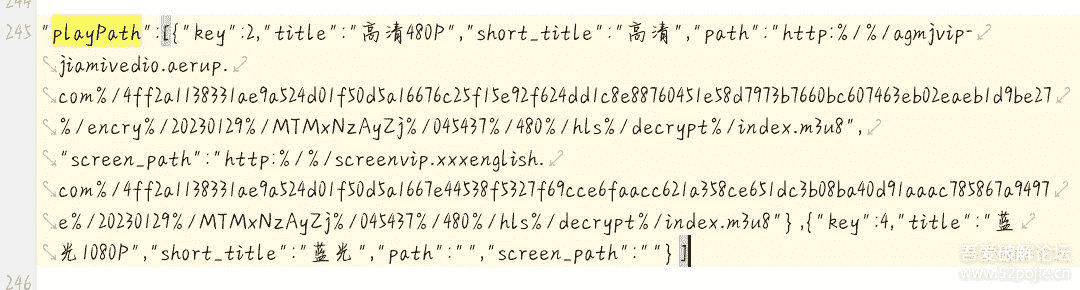 244
245 "playPath":[{"key":2,"title":"高清480P","short_title":"高清","path":"http:%/%/agmjvip-
jiamivedio.aerup.
com%/4ff2a1138331ae9a524d01f50d5a16676c25f15e92f624dd1c8e88760451e58d7973b7660bc607463eb02eaeb1d9be27
%/encry%/20230129%/MTMxNzAyZj%/045437%/480%/hls%/decrypt%/index.m3u8",
"screen_path":"http:%/%/screenvip.xxxenglish.
com%/4ff2a1138331ae9a524d01f50d5a1667e44538f5327f69cce6faacc621a358ce651dc3b08ba40d91aaac785867a9497
e%/20230129%/MTMxNzAyZj%/045437%/480%/hls%/decrypt%/index.m3u8"},{"key":4,"title":"蓝
光1080P","short_title":"蓝光","path":"","screen_path":""}]
246
吾爱破解论坛
www.52pojie.cn